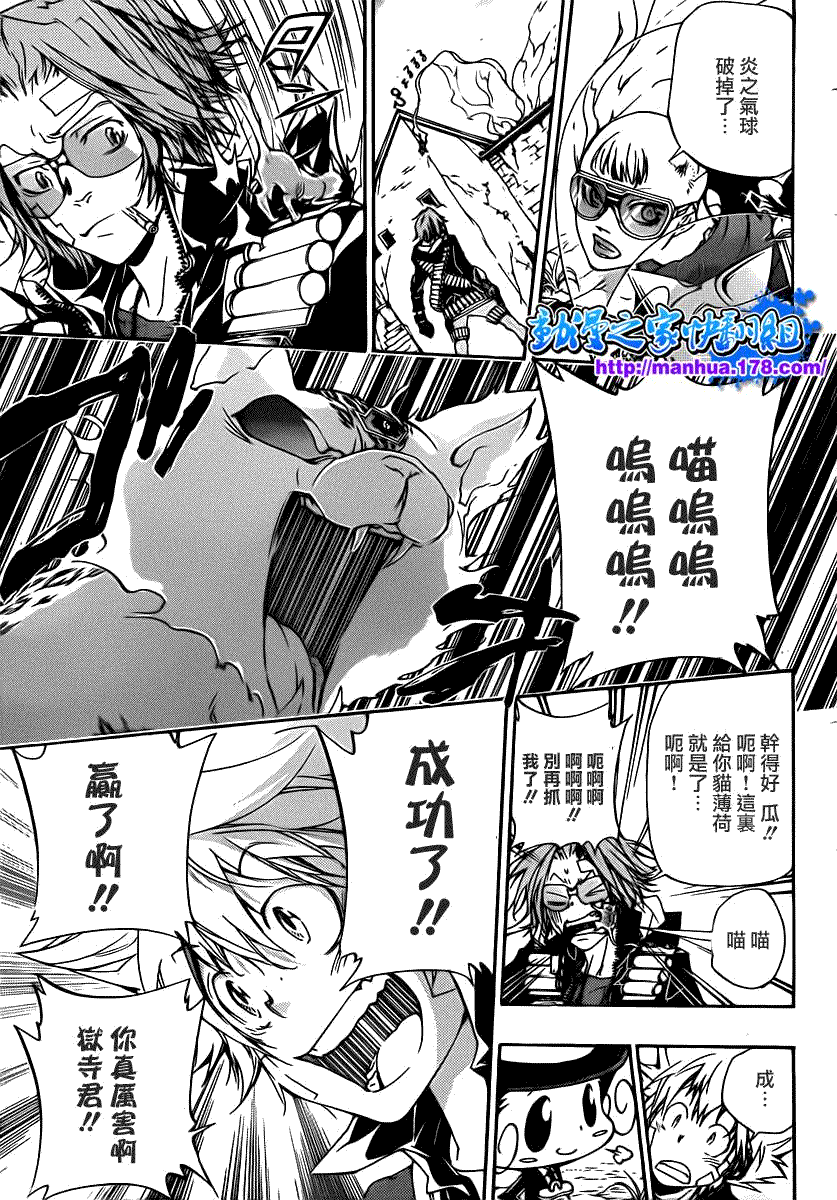 炎之氣球
破掉了…
動漫之家快翻組
http://manhua.178.com/
喵嗚嗚
嗚嗚嗚!!
幹得好 瓜!!
呃啊!這裏
給你貓薄荷
就是了…
呃啊!
呃啊啊
啊啊啊!!
別再抓
我了!!
喵喵
成…
成功了!!
贏了啊!!
你真厲害啊
獄寺君!!